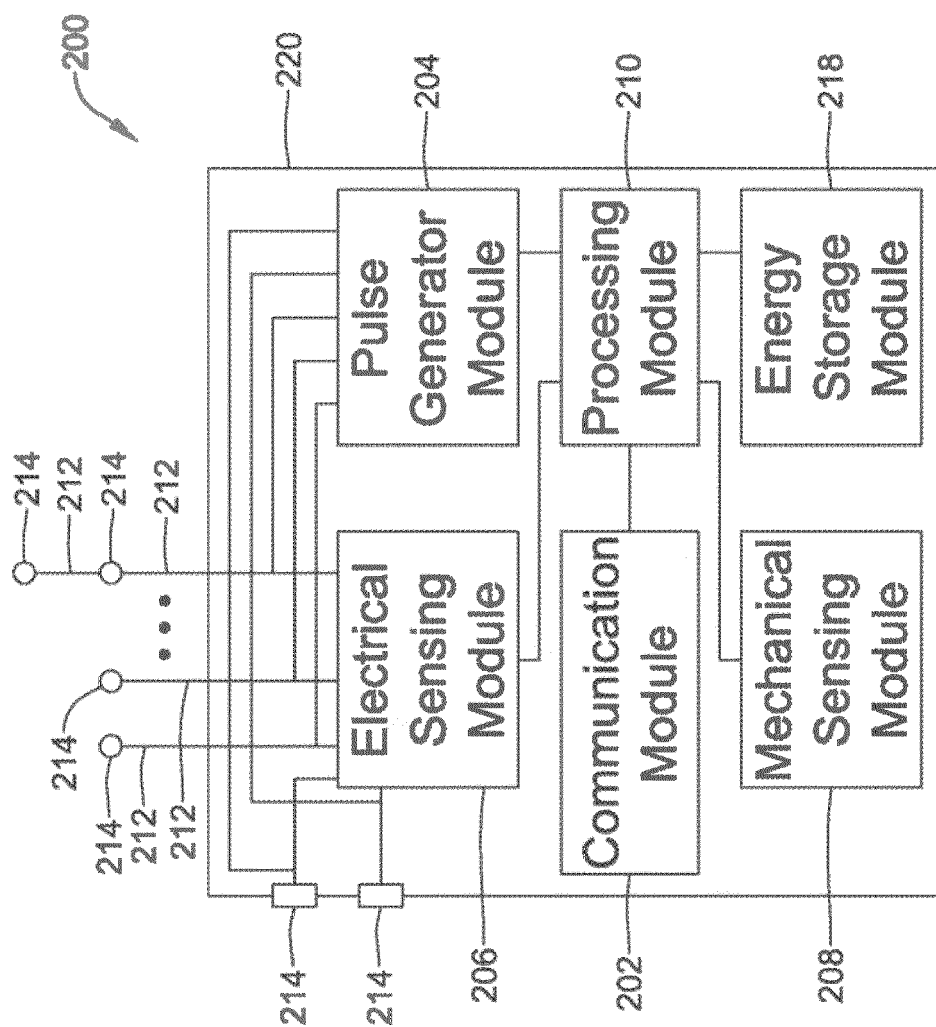 214
212
200
214
214
214
212
212
212
214
220
214
204
Electrical
Sensing
Module
Pulse
Generator
Module
206
210
Communication
Module
Processing
Module
202
218
Mechanical
Sensing
Module
Energy
Storage
Module
208